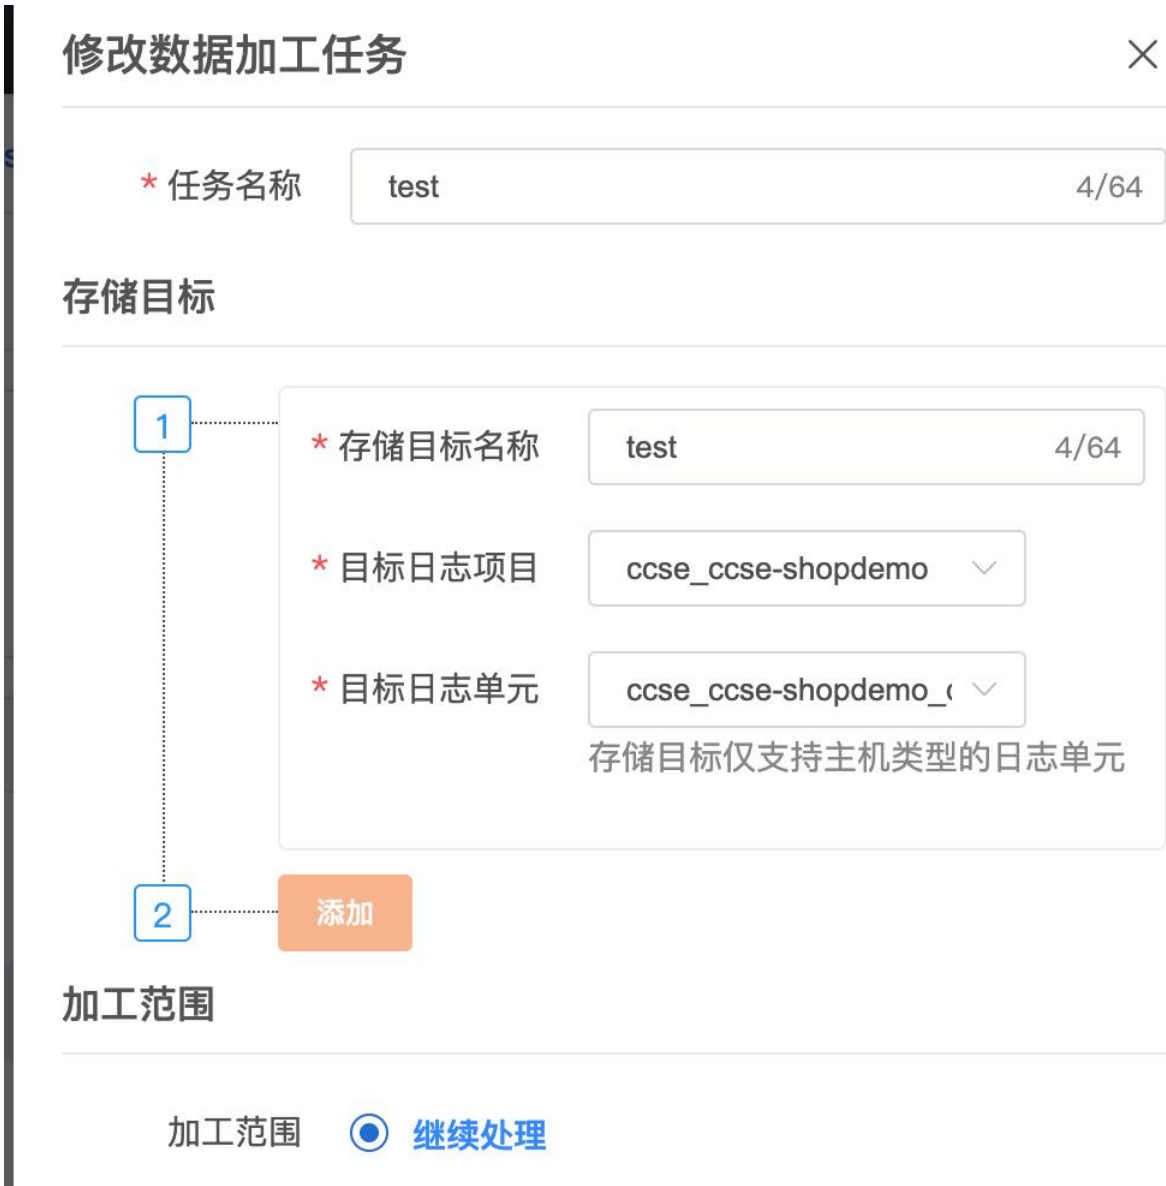 修改数据加工任务
* 任务名称 test 4/64
存储目标
1
* 存储目标名称 test 4/64
* 目标日志项目 ccse_ccse-shopdemo
* 目标日志单元 ccse_ccse-shopdemo_
存储目标仅支持主机类型的日志单元
2 添加
加工范围
加工范围 继续处理